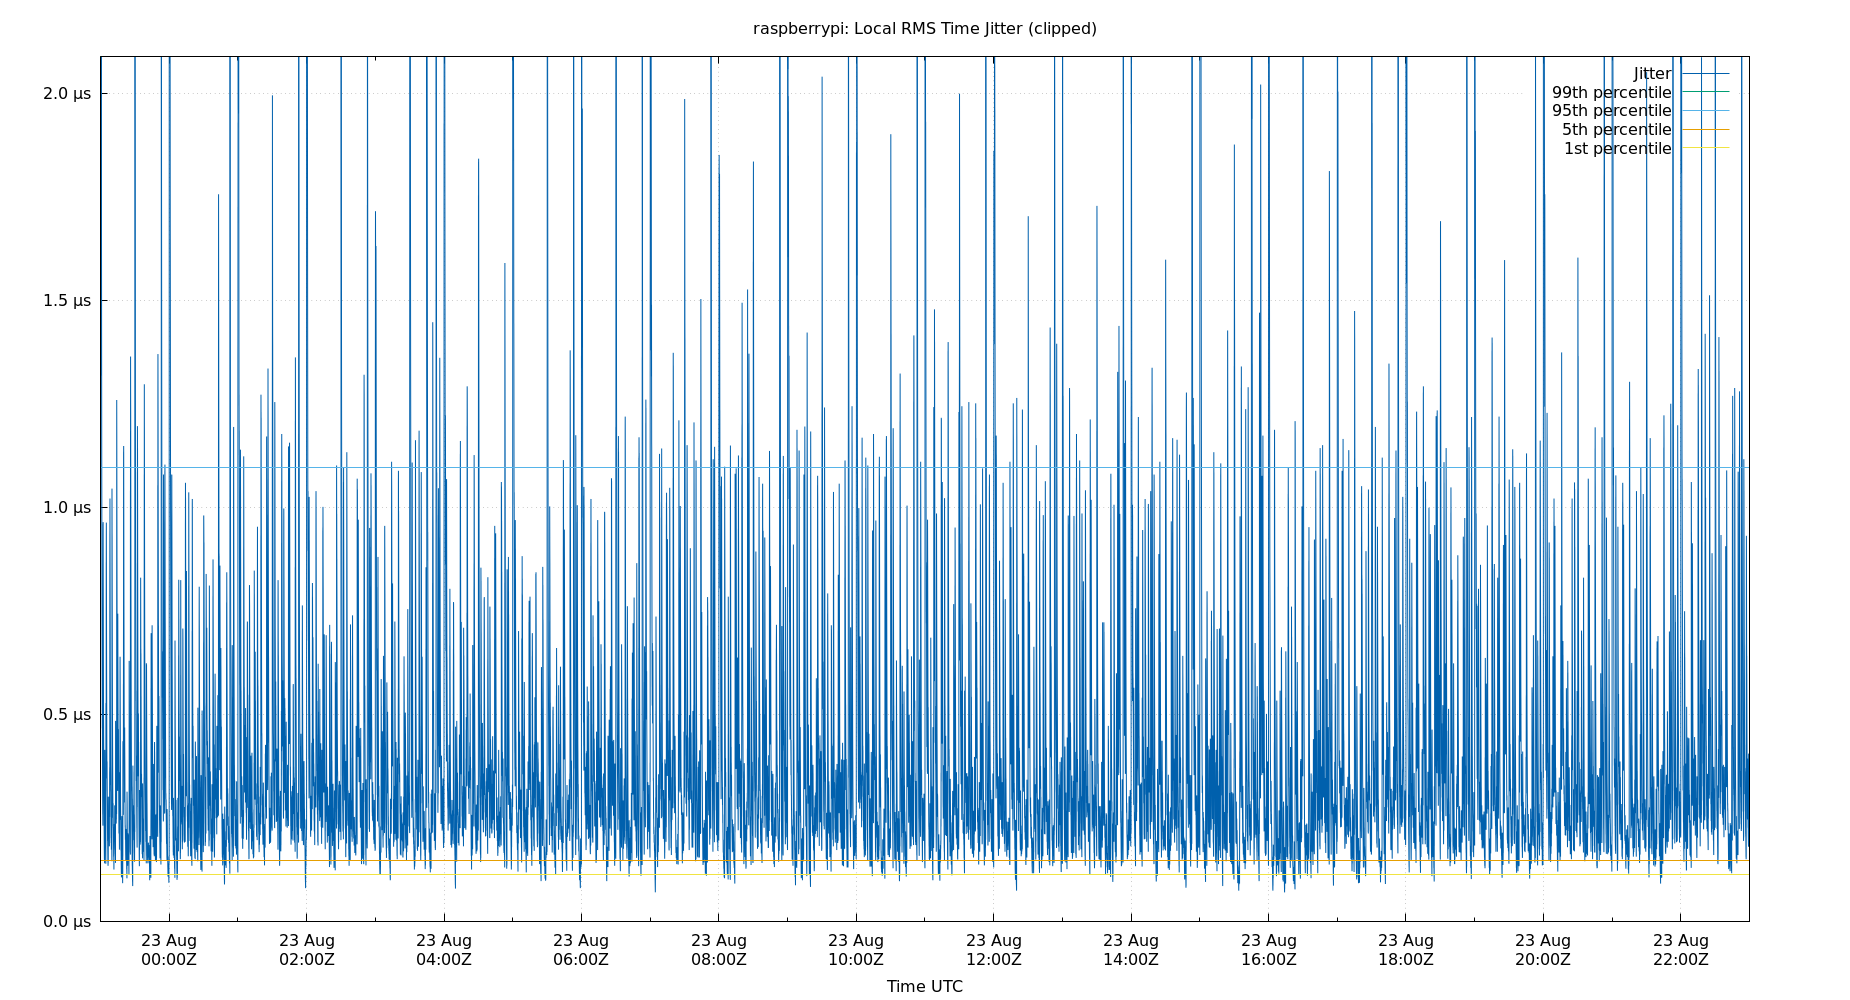 raspberrypi: Local RMS Time Jitter (clipped)
Jitter
99th percentile
95th percentile
5th percentile
1st percentile
2.0 µs
1.5 µs
1.0 µs
0.5 µs
0.0 µs
23 Aug 23 Aug 23 Aug 23 Aug 23 Aug 23 Aug 23 Aug 23 Aug 23 Aug 23 Aug 23 Aug 23 Aug
00:00Z 02:00Z 04:00Z 06:00Z 08:00Z 10:00Z 12:00Z 14:00Z 16:00Z 18:00Z 20:00Z 22:00Z
Time UTC